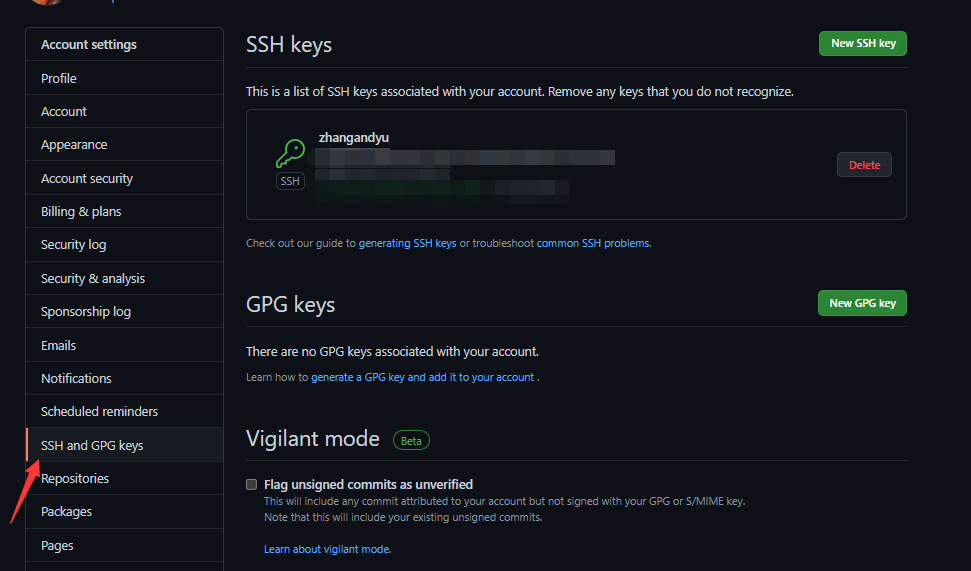 Account settings
Profile
Account
Appearance
Account security
Billing & plans
Security log
Security & analysis
Sponsorship log
Emails
Notifications
Scheduled reminders
SSH and GPG keys
Repositories
Packages
Pages
SSH keys
New SSH key
This is a list of SSH keys associated with your account. Remove any keys that you do not recognize.
zhangandyu
SSH
Delete
Check out our guide to generating SSH keys or troubleshoot common SSH problems.
GPG keys
New GPG key
There are no GPG keys associated with your account.
Learn how to generate a GPG key and add it to your account .
Vigilant mode Beta
Flag unsigned commits as unverified
This will include any commit attributed to your account but not signed with your GPG or S/MIME key.
Note that this will include your existing unsigned commits.
Learn about vigilant mode.